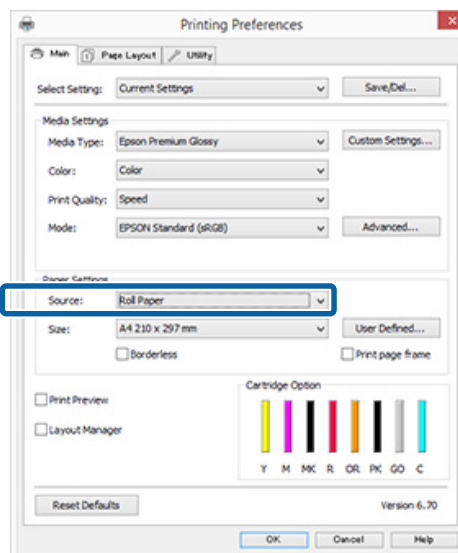 Printing Preferences
Main Page Layout Utility
Select Setting: Current Settings Save/Del...
Media Settings
Media Type: Epson Premium Glossy Custom Settings...
Color: Color
Print Quality: Speed
Mode: EPSON Standard (sRGB) Advanced...
Paper Settings
Source: Roll Paper
Size: A4 210 x 297 mm User Defined...
Borderless Print page frame
Cartridge Option
Print Preview
Layout Manager
Y M MK R OR PK GO C
Reset Defaults Version 6.70
OK Cancel Help